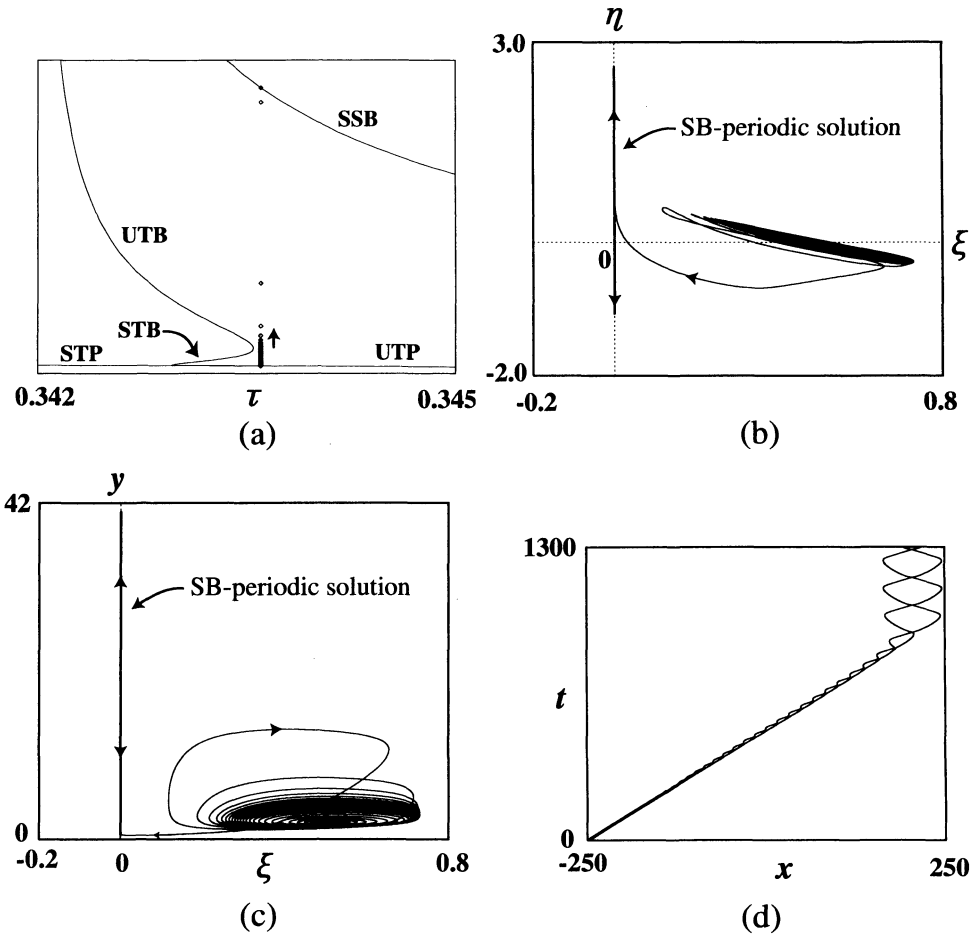 SSB
UTB
STB
STP
UTP
0.342
τ
0.345
(a)
η
3.0
SB-periodic solution
0
ξ
-2.0
-0.2
0.8
(b)
y
42
SB-periodic solution
0
-0.2
0
ξ
0.8
(c)
1300
t
0
-250
x
250
(d)